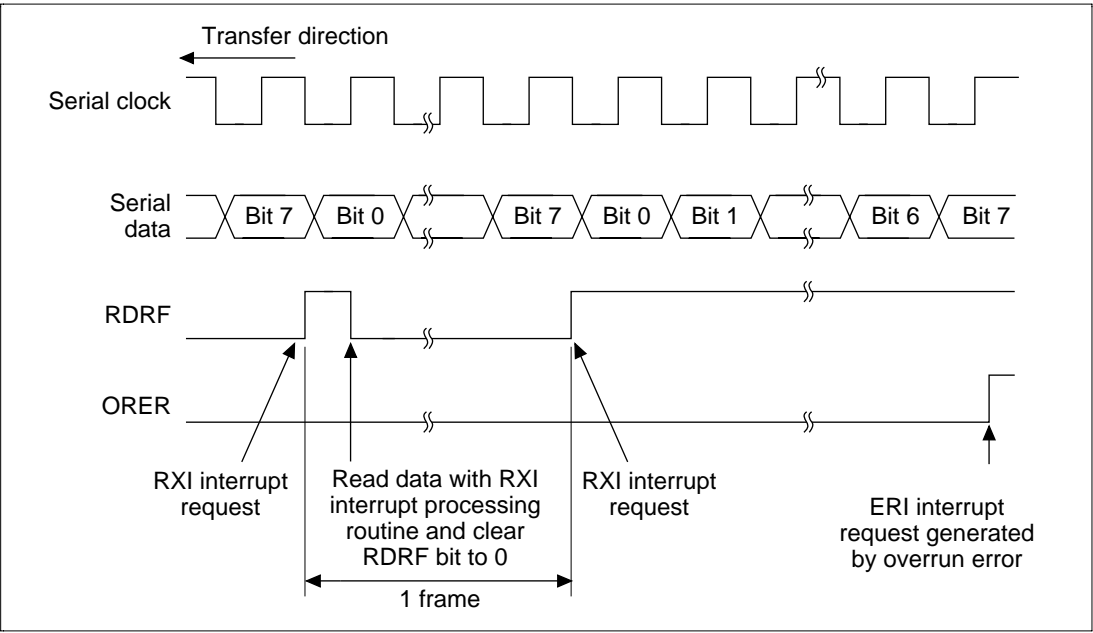 Transfer direction
Serial clock
Serial
data
Bit 7 Bit 0 Bit 7 Bit 0 Bit 1 Bit 6 Bit 7
RDRF
ORER
RXI interrupt
request
Read data with RXI
interrupt processing
routine and clear
RDRF bit to 0
RXI interrupt
request
ERI interrupt
request generated
by overrun error
1 frame